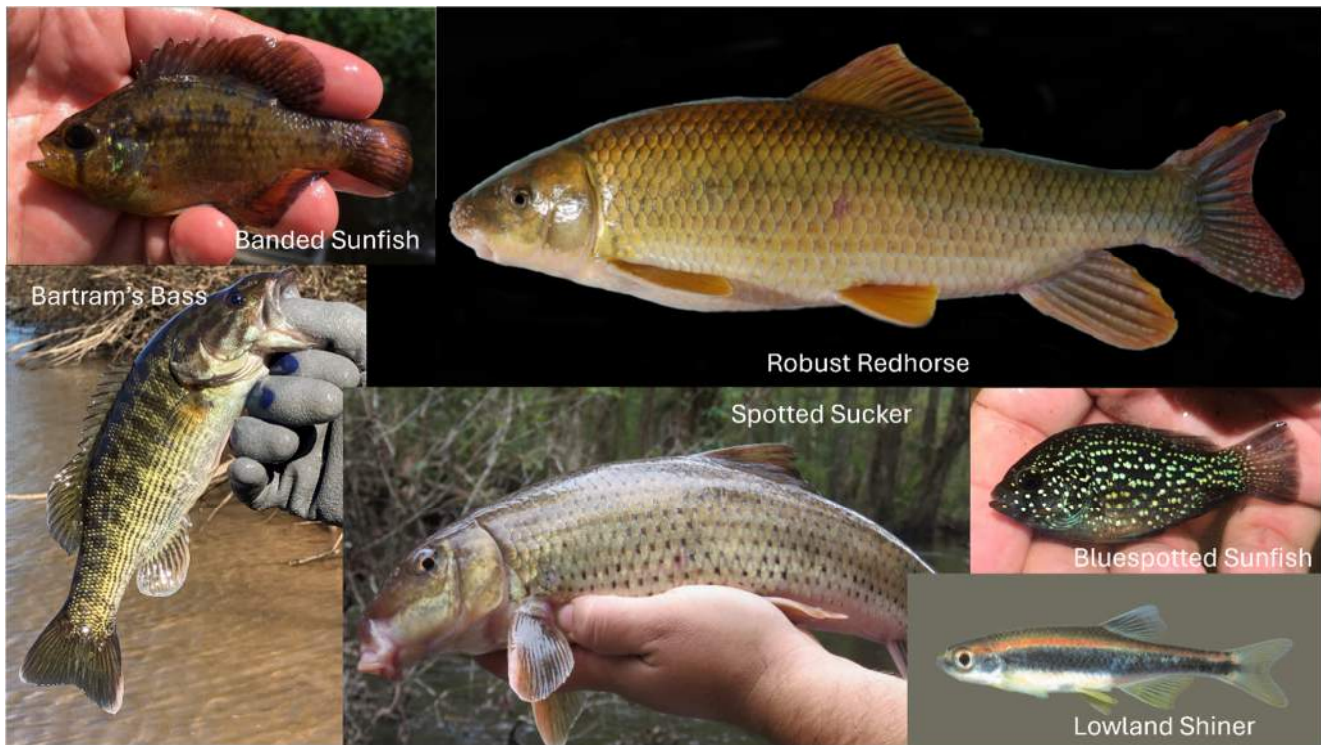 Banded Sunfish
Bartram's Bass
Robust Redhorse
Spotted Sucker
Bluespotted Sunfish
Lowland Shiner